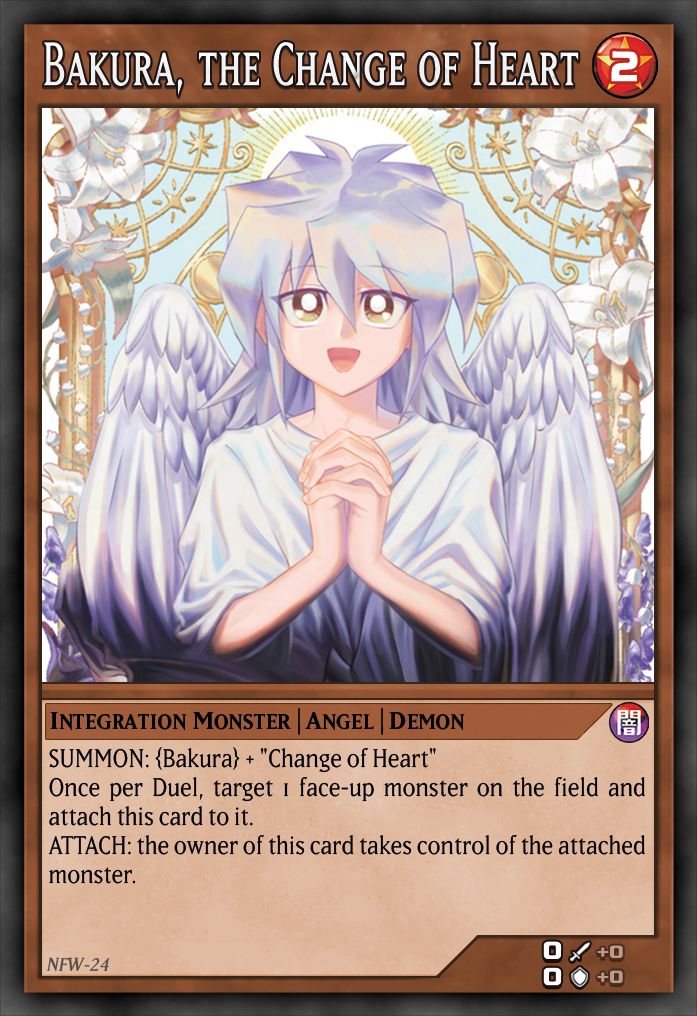 Bakura, the Change of Heart
2
Integration Monster | Angel | Demon
闇
SUMMON: {Bakura} + "Change of Heart"
Once per Duel, target 1 face-up monster on the field and
attach this card to it.
ATTACH: the owner of this card takes control of the attached
monster.
NFW-24
0 +0
0 +0